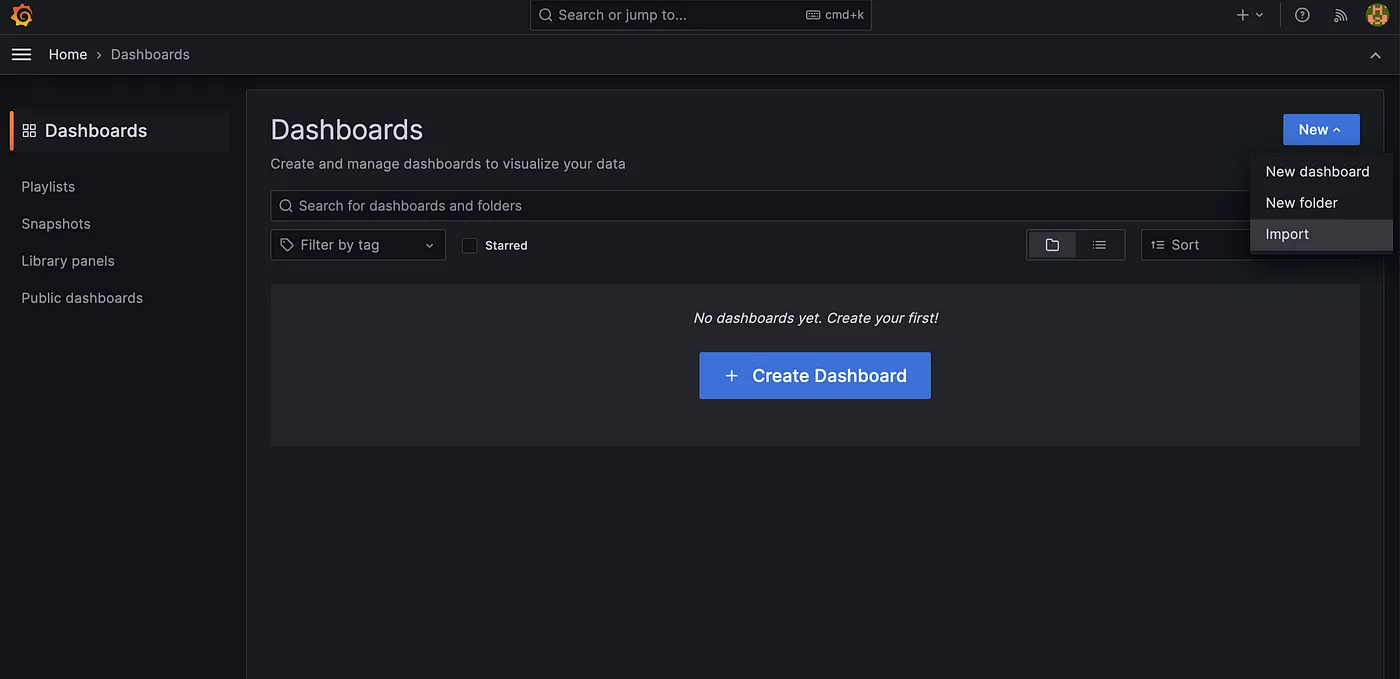 Search or jump to... cmd+k
Home › Dashboards
Dashboards
Playlists
Snapshots
Library panels
Public dashboards
Dashboards
Create and manage dashboards to visualize your data
New
New dashboard
New folder
Import
Search for dashboards and folders
Filter by tag
Starred
Sort
No dashboards yet. Create your first!
+ Create Dashboard